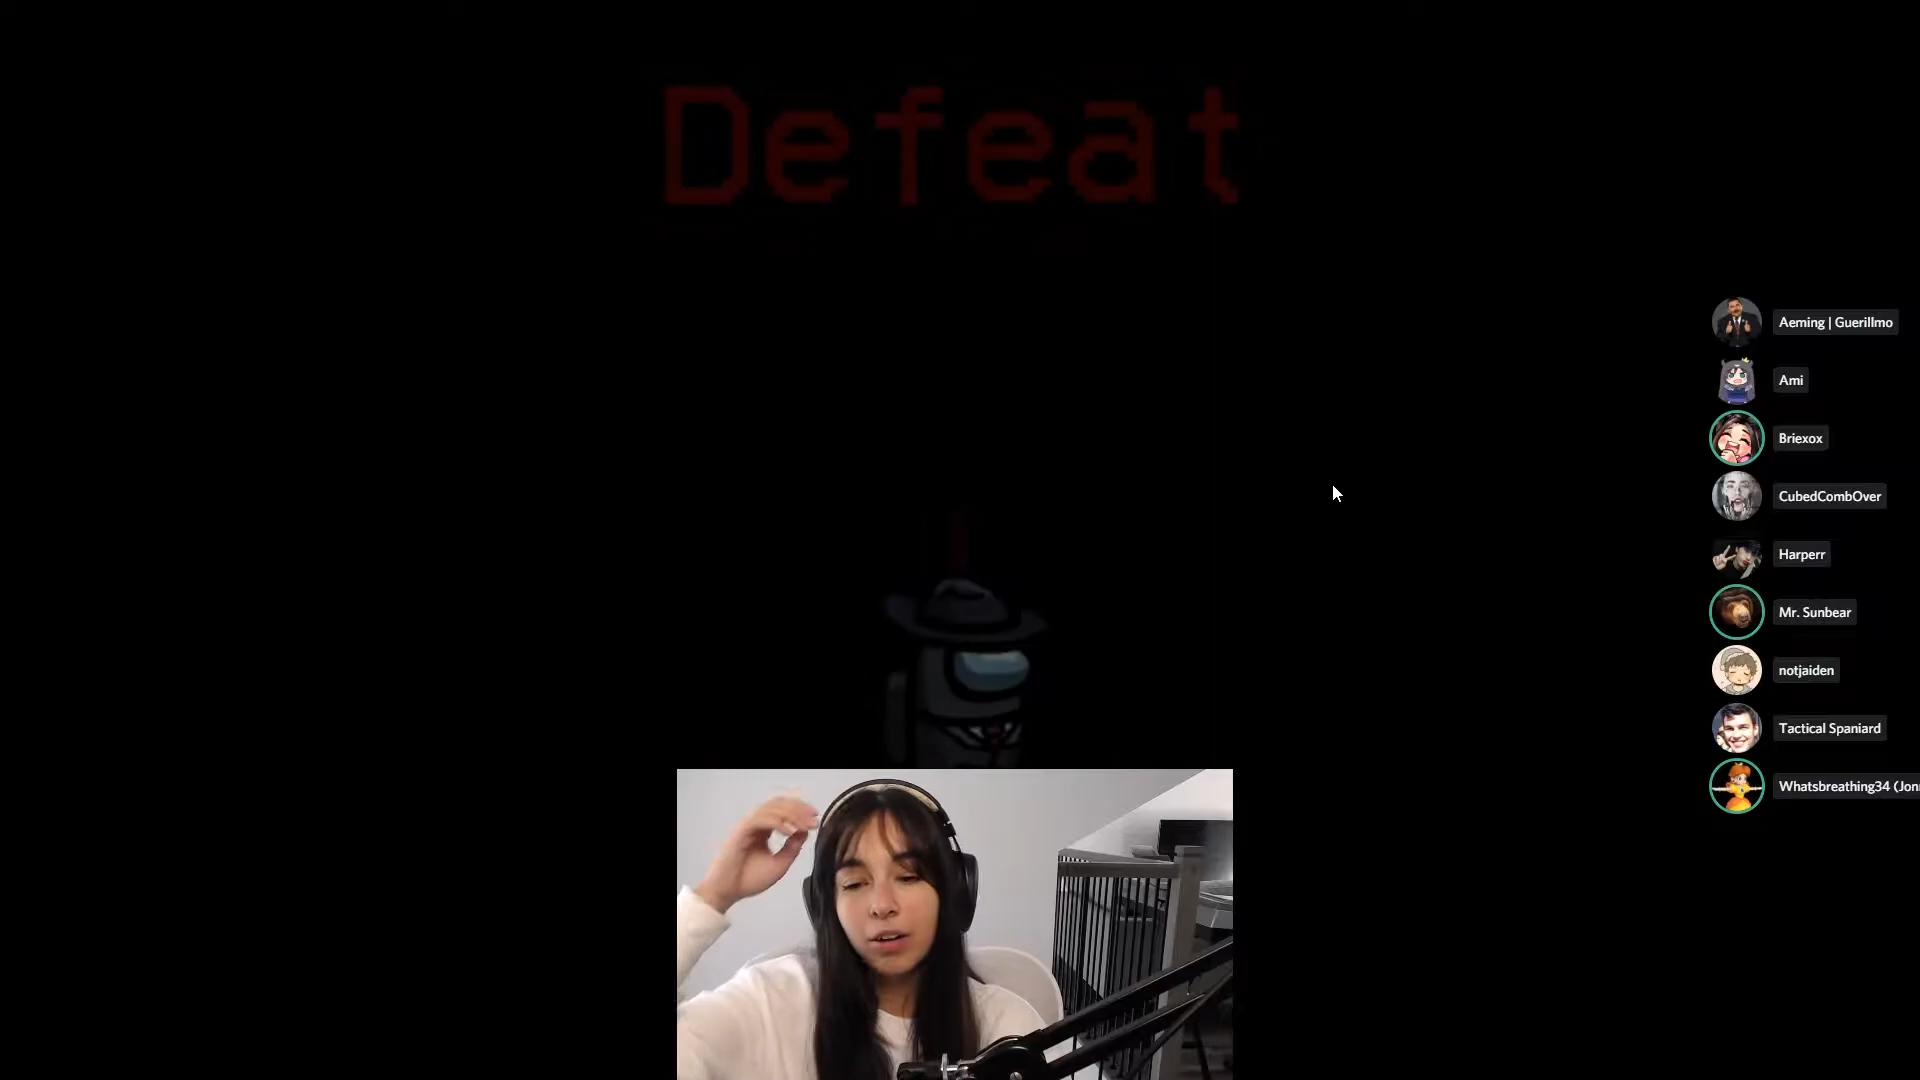 Defeat
Aeming | Guerillmo
Ami
Briexox
CubedCombOver
Harperr
Mr. Sunbear
notjaiden
Tactical Spaniard
Whatsbreathing34 (Jon